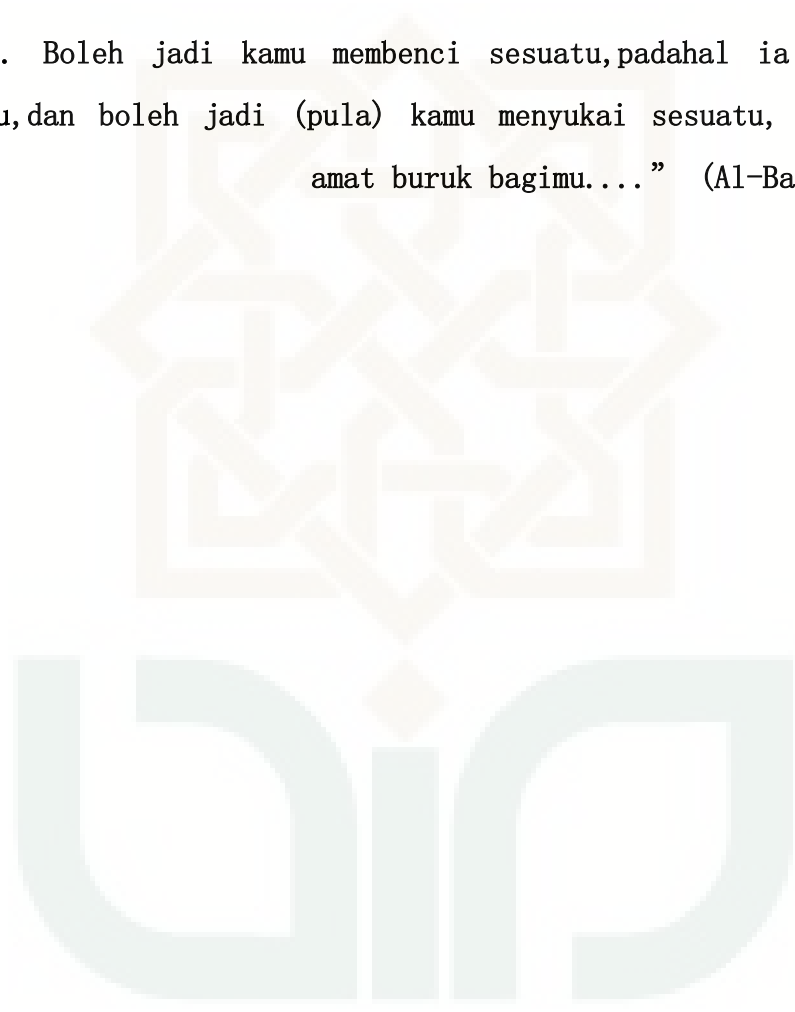 . Boleh jadi kamu membenci sesuatu,padahal ia
u,dan boleh jadi (pula) kamu menyukai sesuatu,
amat buruk bagimu....” (Al-Ba